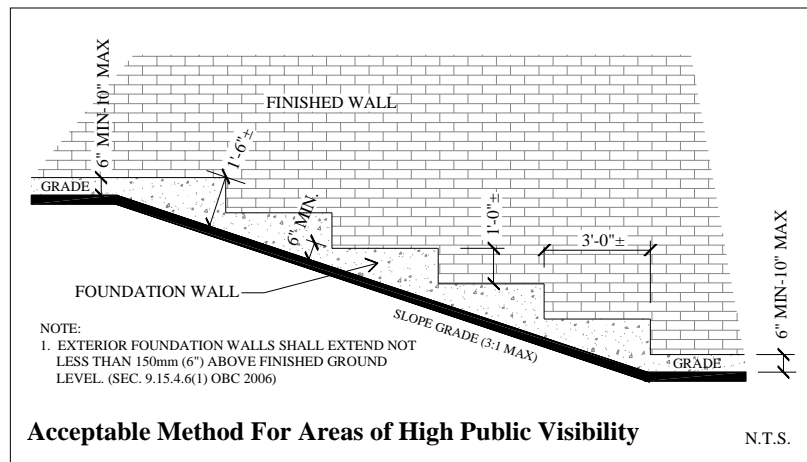 6" MIN-10" MAX
FINISHED WALL
1'-6"±
GRADE
6" MIN.
1'-0"±
3'-0"±
6" MIN-10" MAX
FOUNDATION WALL
SLOPE GRADE (3:1 MAX)
GRADE
NOTE:
1. EXTERIOR FOUNDATION WALLS SHALL EXTEND NOT
LESS THAN 150mm (6") ABOVE FINISHED GROUND
LEVEL. (SEC. 9.15.4.6(1) OBC 2006)
Acceptable Method For Areas of High Public Visibility
N.T.S.